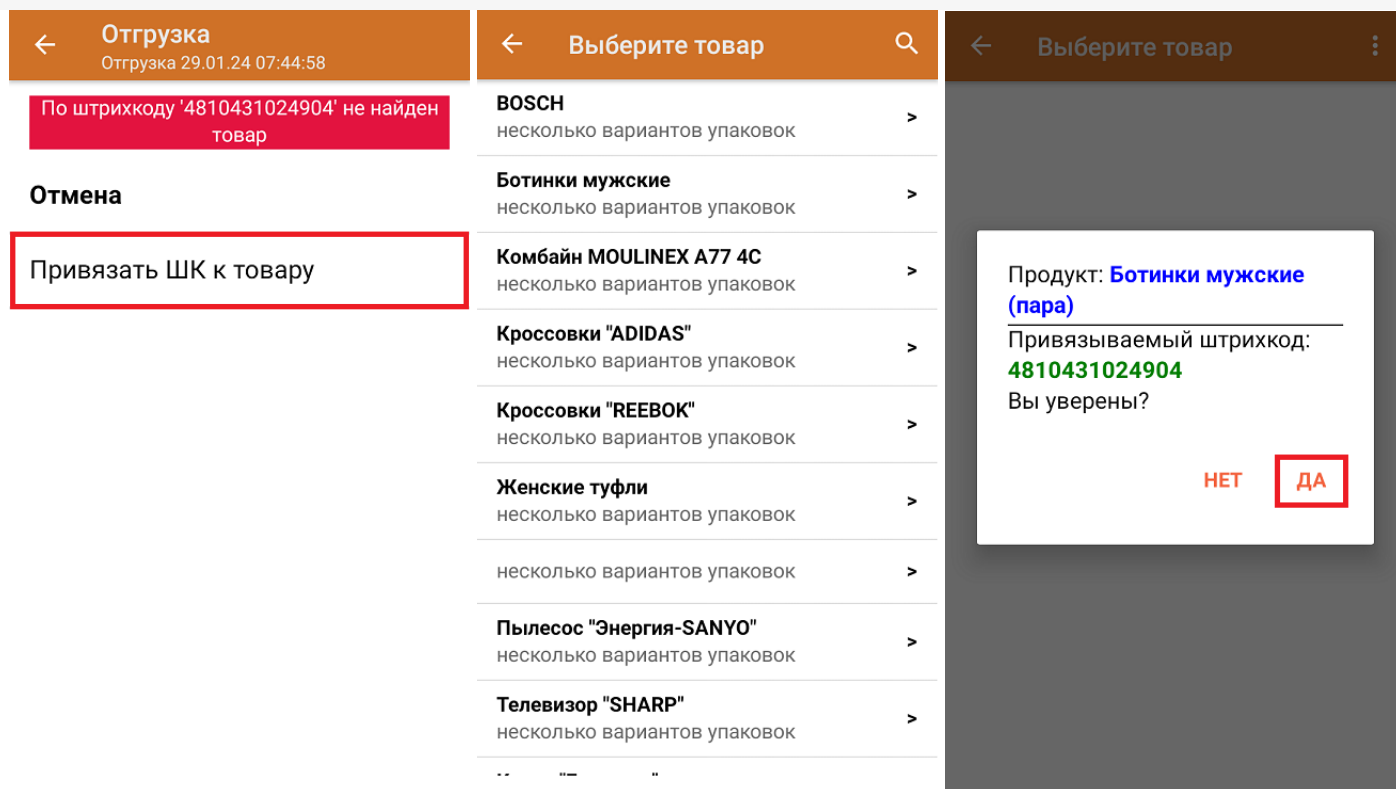 Отгрузка
Отгрузка 29.01.24 07:44:58
По штрихкоду '4810431024904' не найден
товар
Отмена
Привязать ШК к товару
Выберите товар
BOSCH
несколько вариантов упаковок
>
Ботинки мужские
несколько вариантов упаковок
>
Комбайн MOULINEX A77 4C
несколько вариантов упаковок
>
Кроссовки "ADIDAS"
несколько вариантов упаковок
>
Кроссовки "REEBOK"
несколько вариантов упаковок
>
Женские туфли
несколько вариантов упаковок
>
несколько вариантов упаковок
>
Пылесос "Энергия-SANYO"
несколько вариантов упаковок
>
Телевизор "SHARP"
несколько вариантов упаковок
>
Выберите товар
Продукт: Ботинки мужские
(пара)
Привязываемый штрихкод:
4810431024904
Вы уверены?
НЕТ
ДА